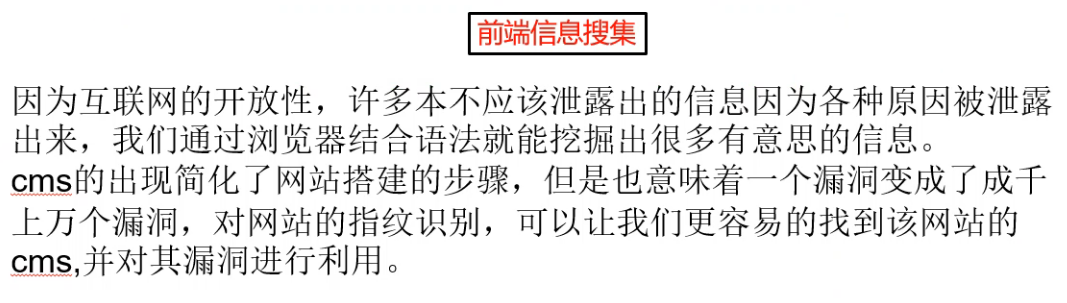 前端信息搜集
因为互联网的开放性，许多本不应该泄露出的信息因为各种原因被泄露
出来，我们通过浏览器结合语法就能挖掘出很多有意思的信息。
cms的出现简化了网站搭建的步骤，但是也意味着一个漏洞变成了成千
上万个漏洞，对网站的指纹识别，可以让我们更容易的找到该网站的
cms,并对其漏洞进行利用。